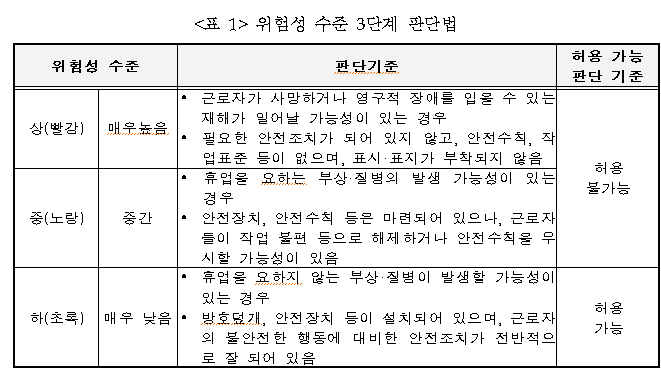 <표 1> 위험성 수준 3단계 판단법
위험성 수준
판단기준
허용 가능
판단 기준
상(빨강)
매우높음
• 근로자가 사망하거나 영구적 장애를 입을 수 있는
재해가 일어날 가능성이 있는 경우
• 필요한 안전조치가 되어 있지 않고, 안전수칙, 작
업표준 등이 없으며, 표시·표지가 부착되지 않음
허용
불가능
중(노랑)
중간
• 휴업을 요하는 부상·질병의 발생 가능성이 있는
경우
• 안전장치, 안전수칙 등은 마련되어 있으나, 근로자
들이 작업 불편 등으로 해제하거나 안전수칙을 무
시할 가능성이 있음
하(초록)
매우 낮음
• 휴업을 요하지 않는 부상·질병이 발생할 가능성이
있는 경우
• 방호덮개, 안전장치 등이 설치되어 있으며, 근로자
의 불안전한 행동에 대비한 안전조치가 전반적으
로 잘 되어 있음
허용
가능